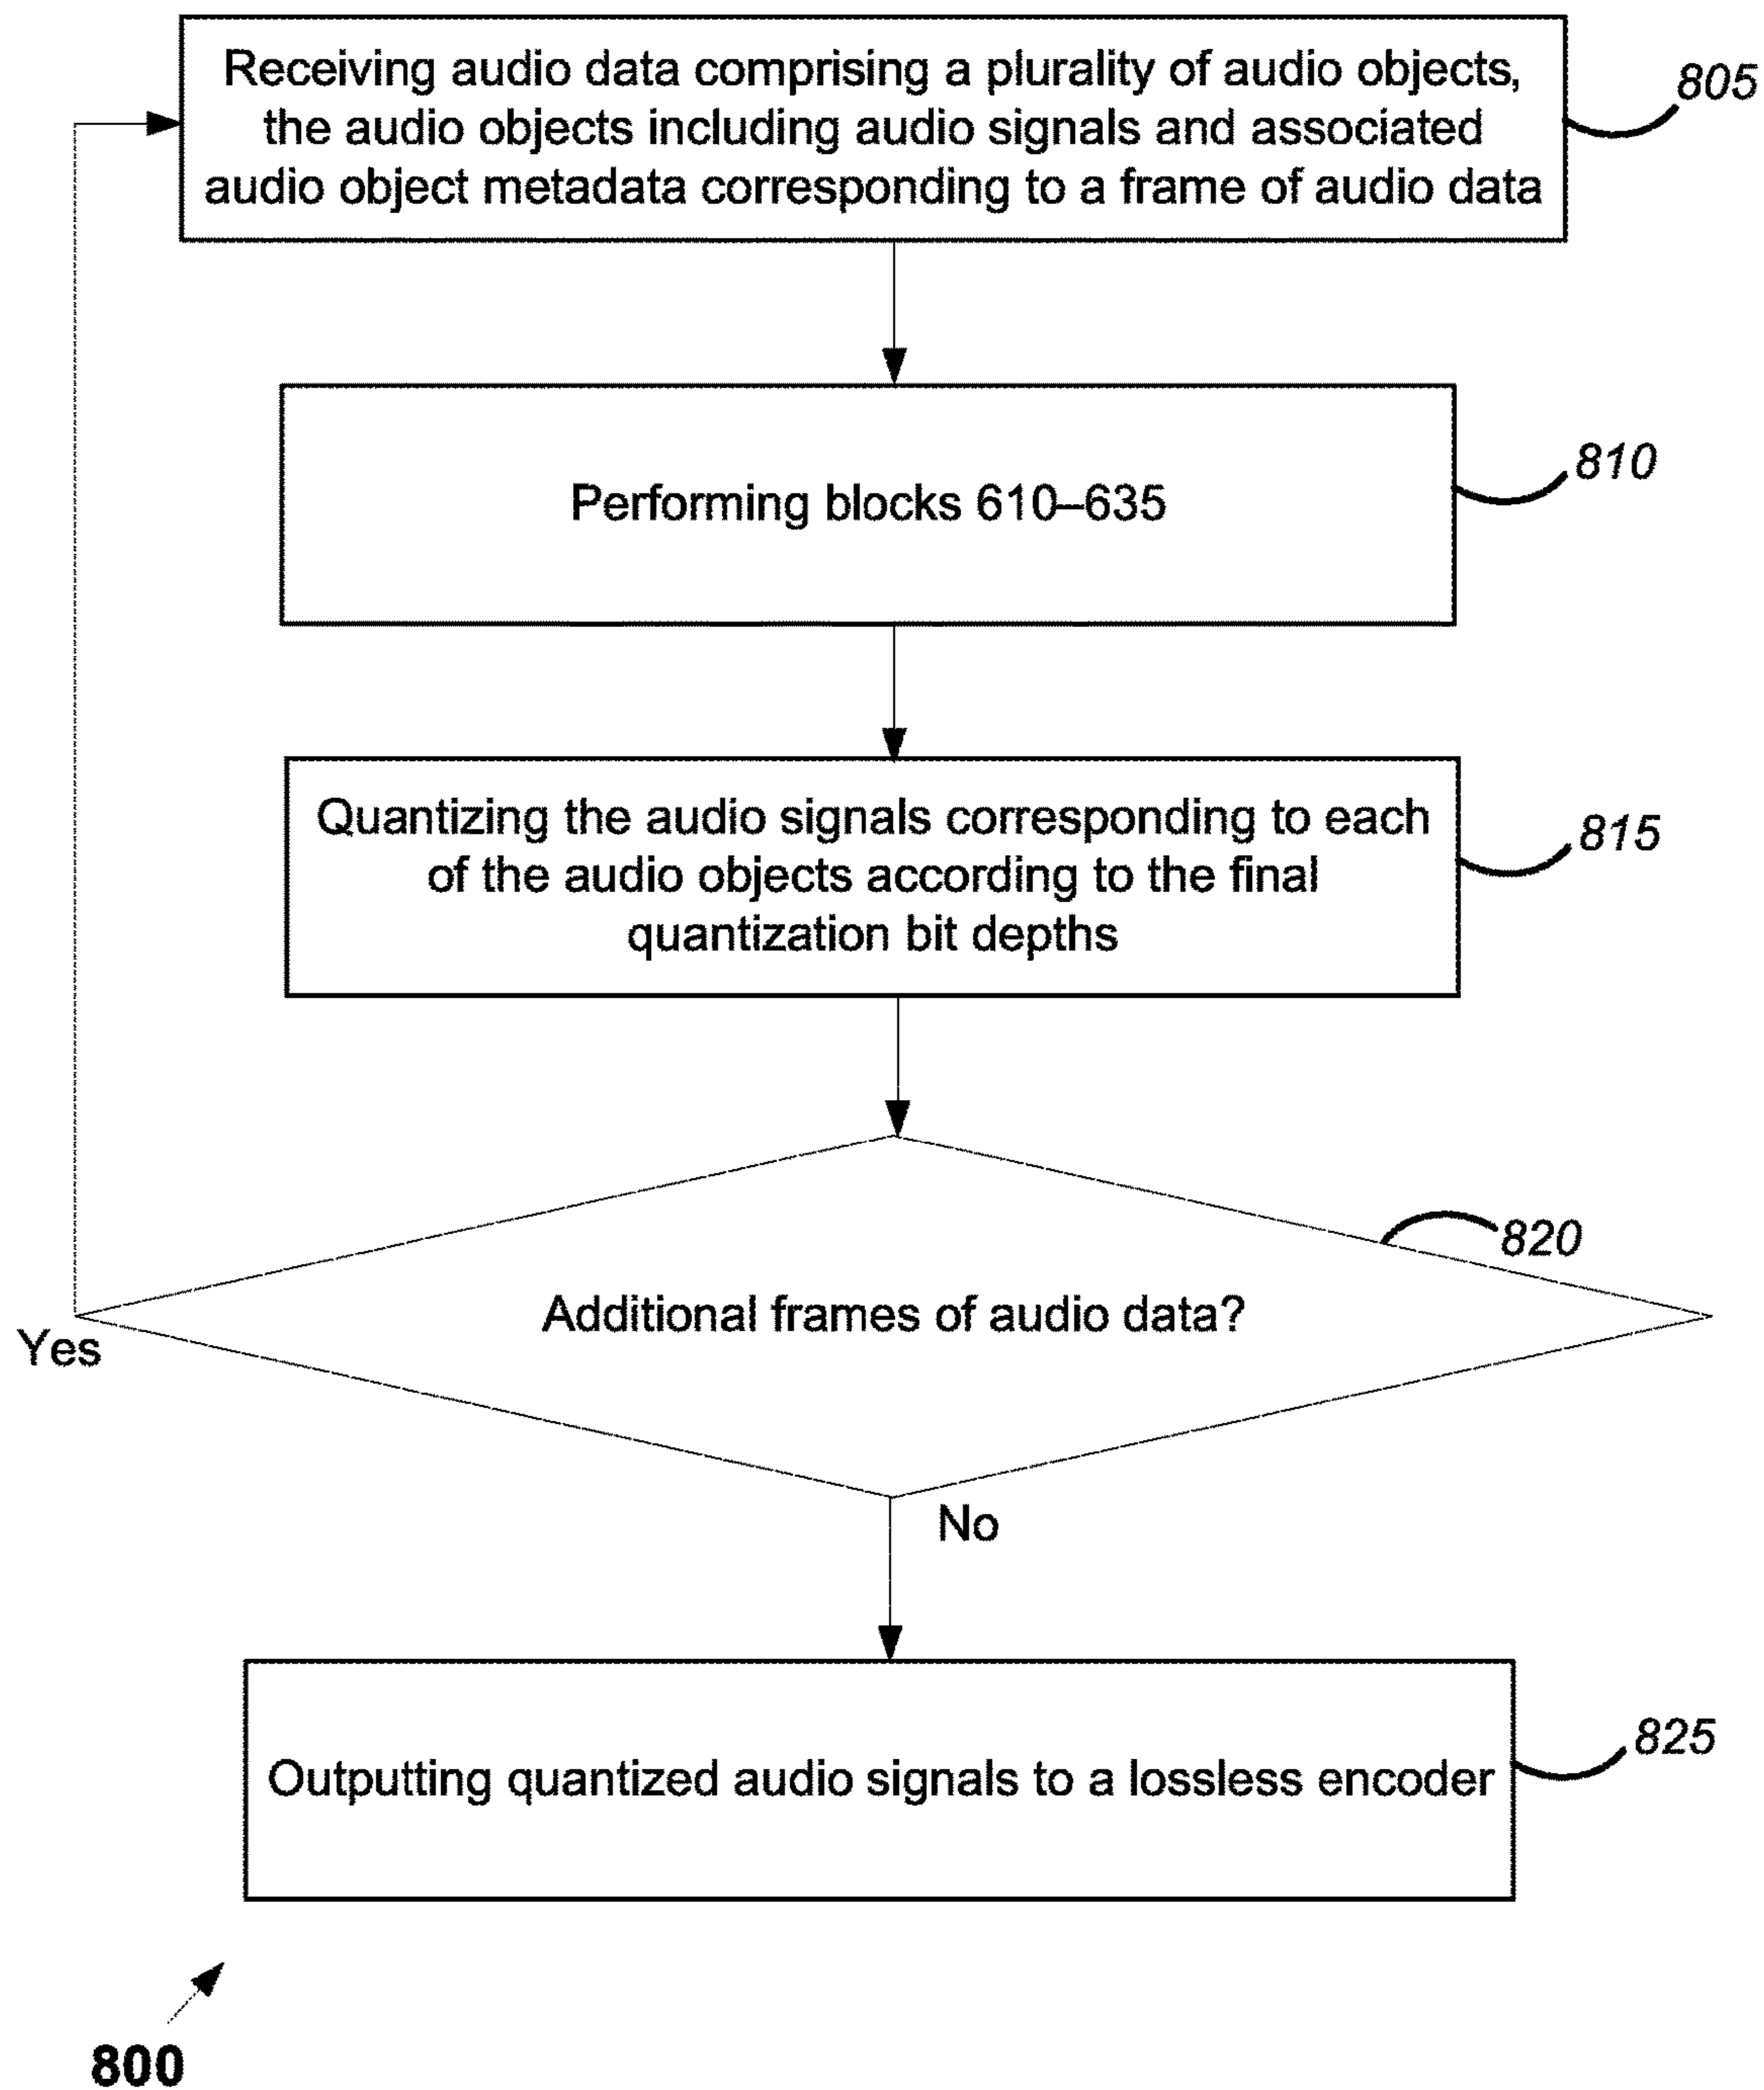 Receiving audio data comprising a plurality of audio objects,
the audio objects including audio signals and associated
audio object metadata corresponding to a frame of audio data
805
Performing blocks 610–635
810
Quantizing the audio signals corresponding to each
of the audio objects according to the final
quantization bit depths
815
820
Additional frames of audio data?
Yes
No
Outputting quantized audio signals to a lossless encoder
825
800